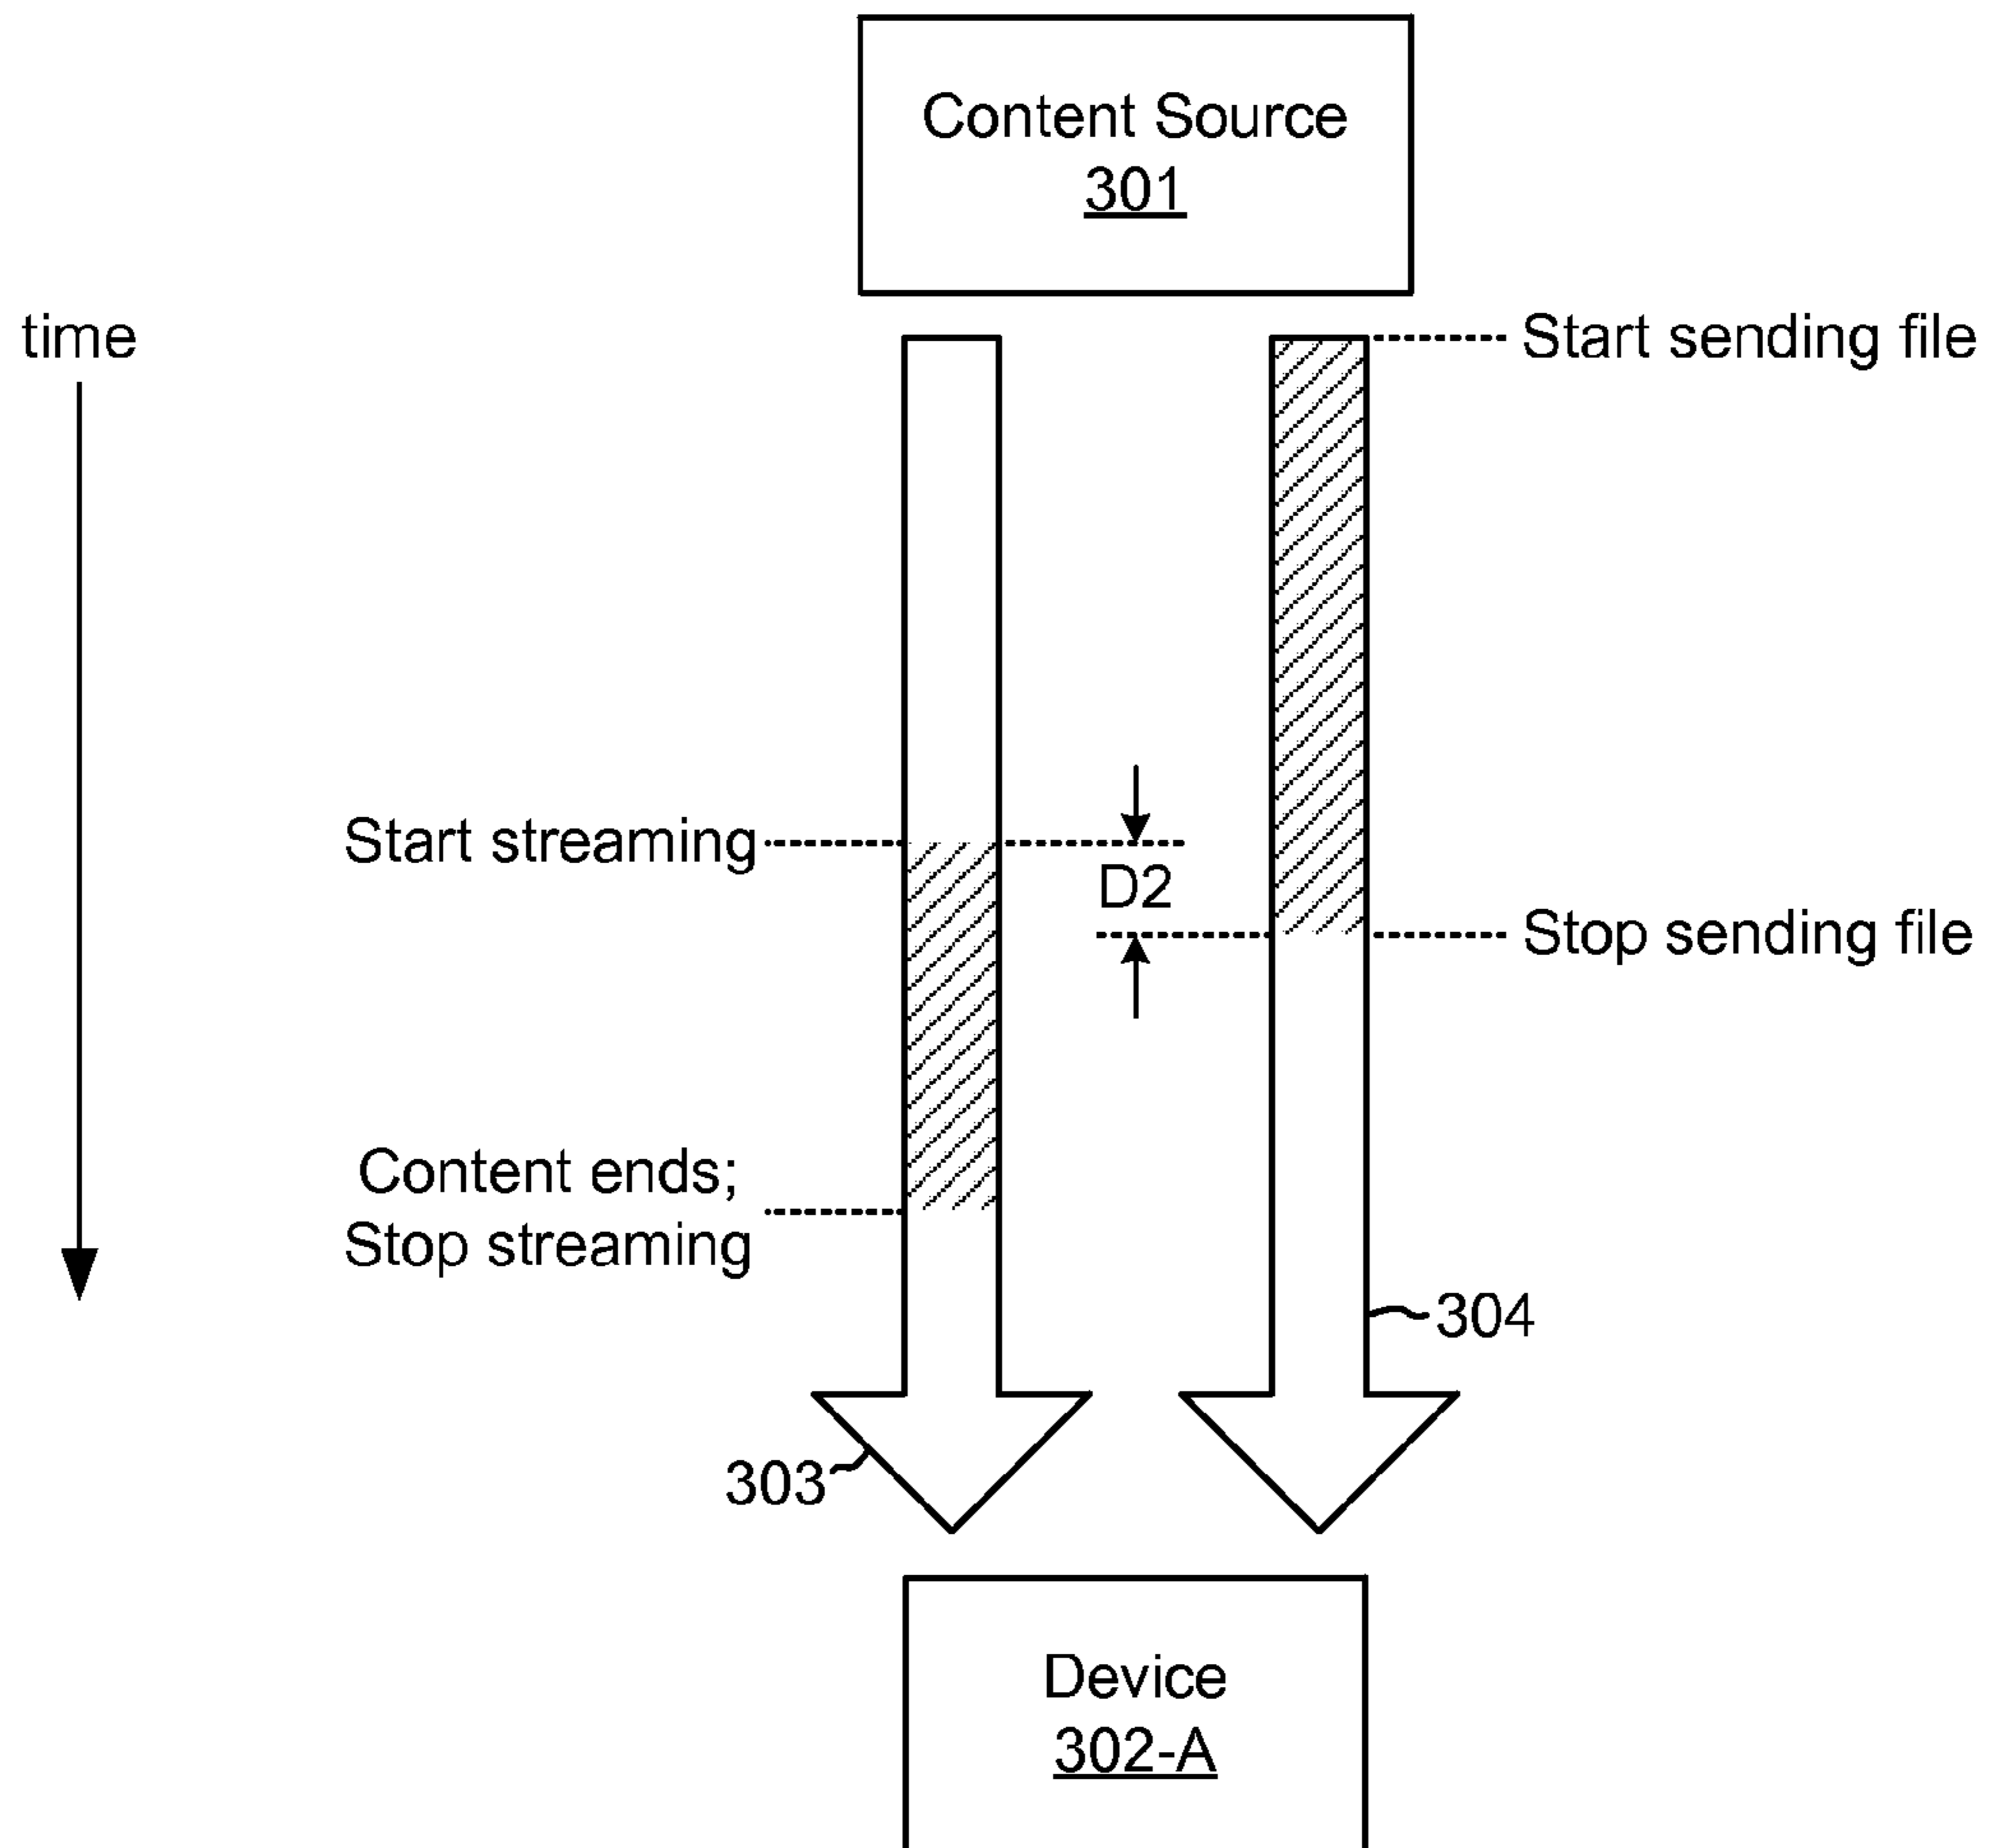 Content Source
301
time
Start sending file
Start streaming
D2
Stop sending file
Content ends;
Stop streaming
304
303
Device
302-A